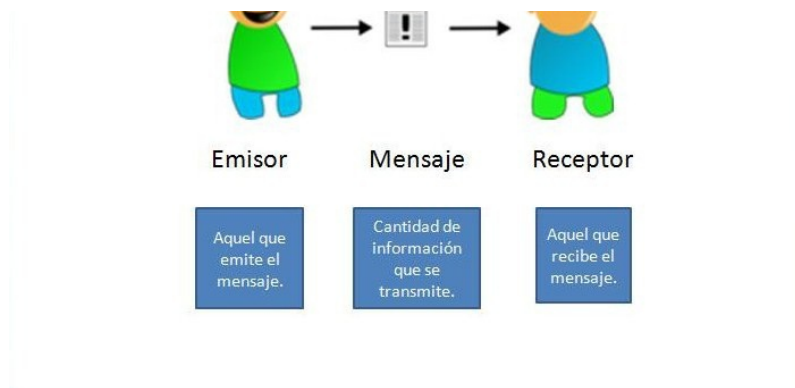 !
Emisor
Mensaje
Receptor
Aquel que
emite el
mensaje.
Cantidad de
información
que se
transmite.
Aquel que
recibe el
mensaje.